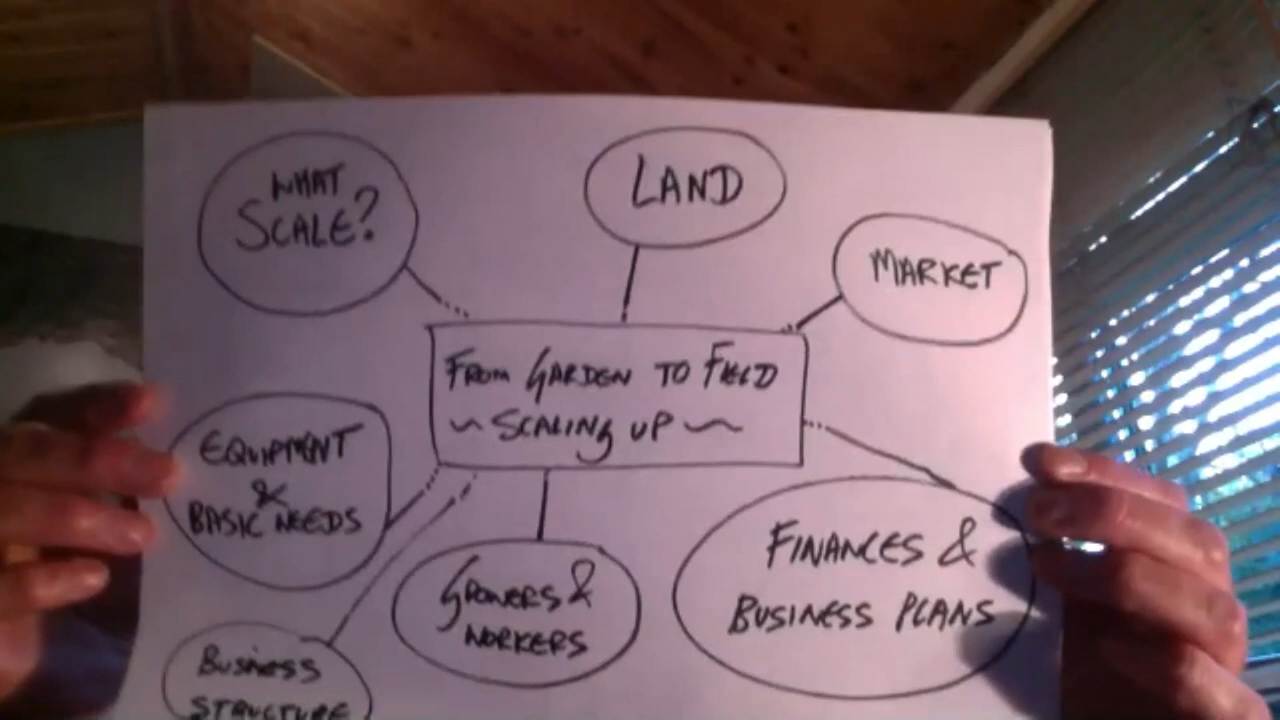 WHAT
SCALE?
LAND
MARKET
FROM GARDEN TO FIELD
~ SCALING UP ~
EQUIPMENT
&
BASIC NEEDS
GROWERS &
WORKERS
FINANCES &
BUSINESS PLANS
BUSINESS
STRUCTURE